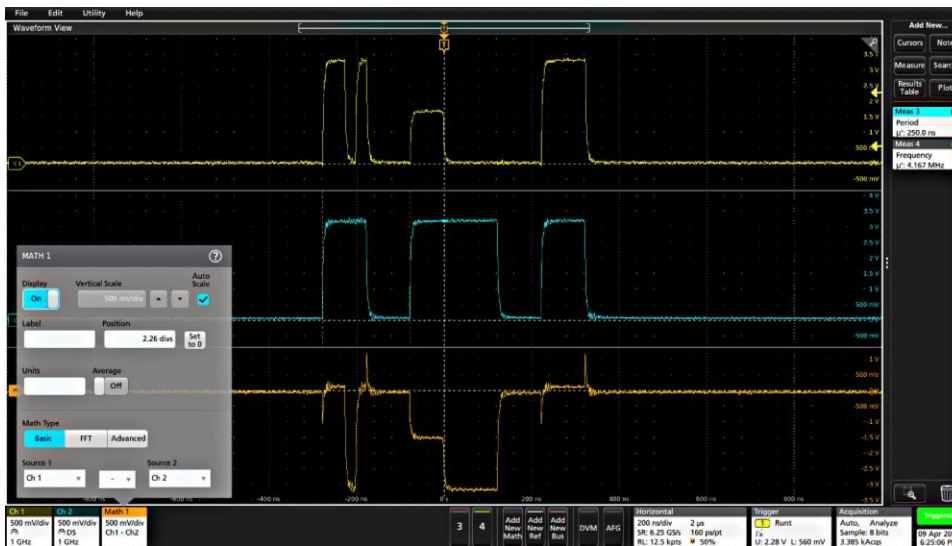 File Edit Utility Help
Waveform View
Add New...
Cursors Note
Measure Search
Results Table Plot
Meas 3
Period
µ': 250.0 ns
Meas 4
Frequency
µ': 4.167 MHz
3 V
2 V
1.5 V
1 V
-500 mV
C1
4 V
3.5 V
3 V
2.5 V
2 V
1.5 V
1 V
500 mV
-500 mV
1 V
500 mV
-500 mV
-1 V
-1.5 V
-2 V
-2.5 V
-3 V
-3.5 V
MATH 1
Display
On
Vertical Scale
500 mV/div
Auto Scale
Label
Position
2.26 divs
Set to 0
Units
Average
Off
Math Type
Basic FFT Advanced
Source 1 Source 2
Ch 1 - Ch 2
-400 ns -200 ns 0 s 200 ns 400 ns 600 ns 800 ns
Ch 1
500 mV/div
1 GHz
Ch 2
500 mV/div
1 GHz
Math 1
500 mV/div
Ch1 - Ch2
3 4
Add New Math
Add New Ref
Add New Bus
DVM AFG
Horizontal
200 ns/div 2 µs
SR: 6.25 GS/s 160 ps/pt
RL: 12.5 kpts 50%
Trigger
1 Runt
U: 2.28 V L: 560 mV
Acquisition
Auto, Analyze
Sample: 8 bits
3.385 kAcqs
Triggered
09 Apr
6:25:06